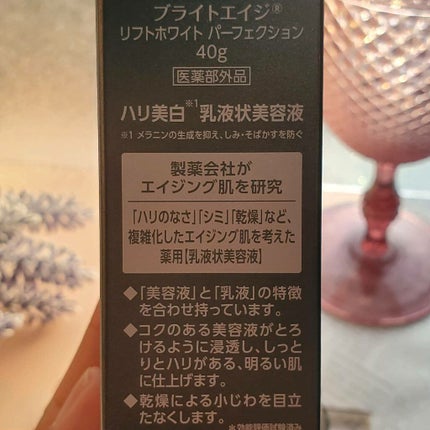 ブライトエイジ®
リフトホワイト パーフェクション
40g
医薬部外品
ハリ美白※1乳液状美容液
※1 メラニンの生成を抑え、しみ・そばかすを防ぐ
製薬会社が
エイジング肌を研究
「ハリのなさ」「シミ」「乾燥」など、
複雑化したエイジング肌を考えた
薬用【乳液状美容液】
◆「美容液」と「乳液」の特徴
を合わせ持っています。
◆コクのある美容液がとろ
けるように浸透し、しっと
りとハリがある、明るい肌
に仕上げます。
◆乾燥による小じわを目立
たなくします。
＊効能評価試験済み